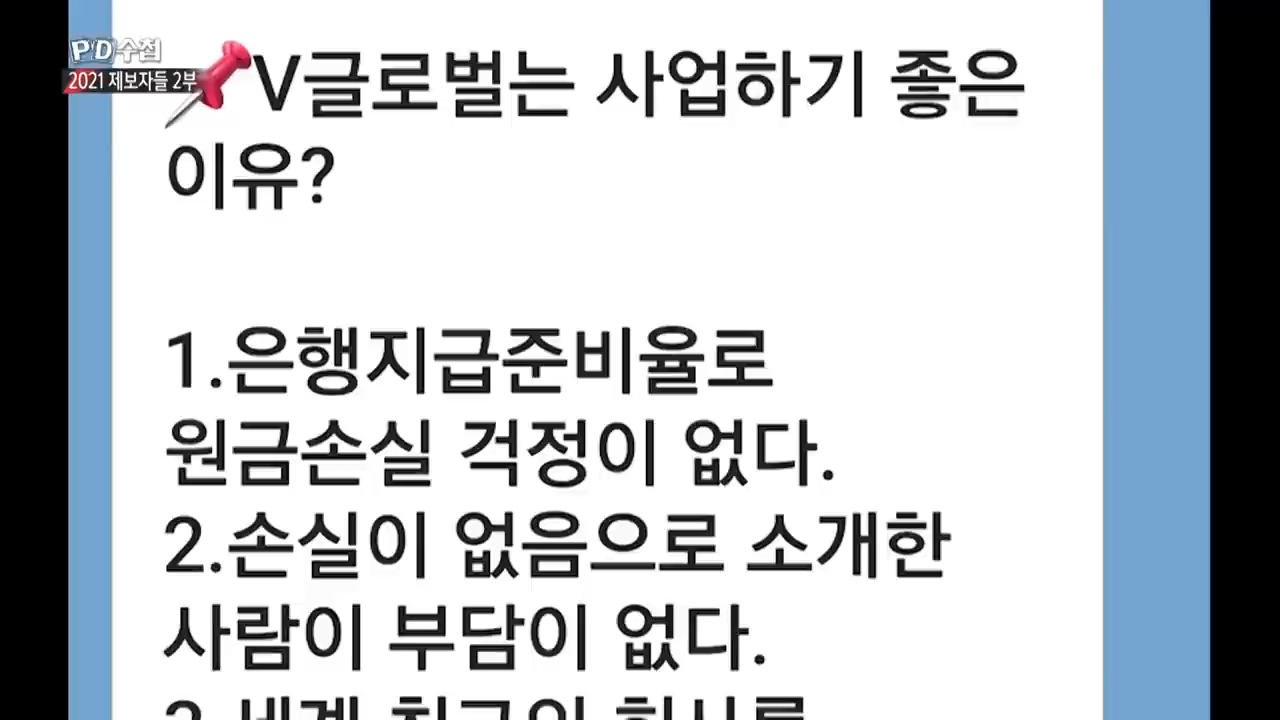 PD수첩
2021 제보자들 2부
V글로벌는 사업하기 좋은
이유?
1.은행지급준비율로
원금손실 걱정이 없다.
2.손실이 없음으로 소개한
사람이 부담이 없다.